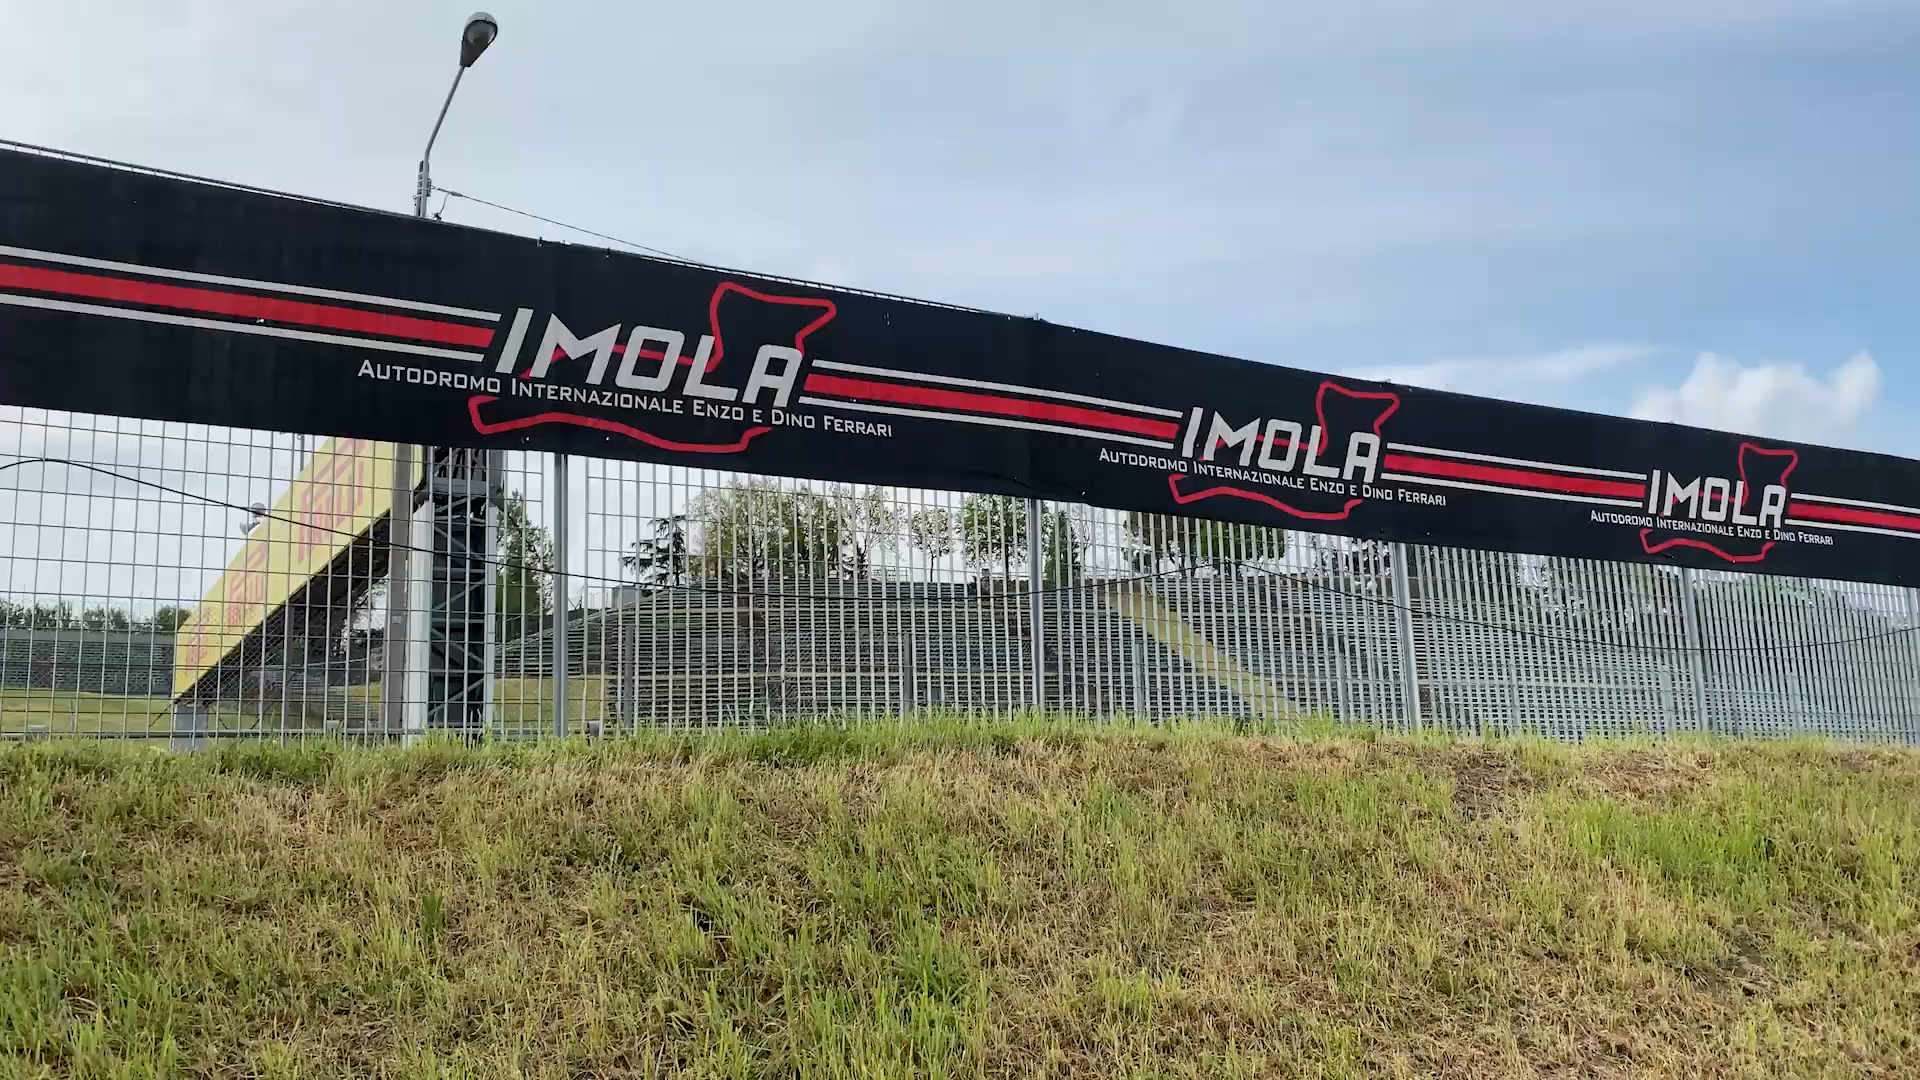 IMOLA
AUTODROMO INTERNAZIONALE ENZO E DINO FERRARI
IMOLA
AUTODROMO INTERNAZIONALE ENZO E DINO FERRARI
IMOLA
AUTODROMO INTERNAZIONALE ENZO E DINO FERRARI